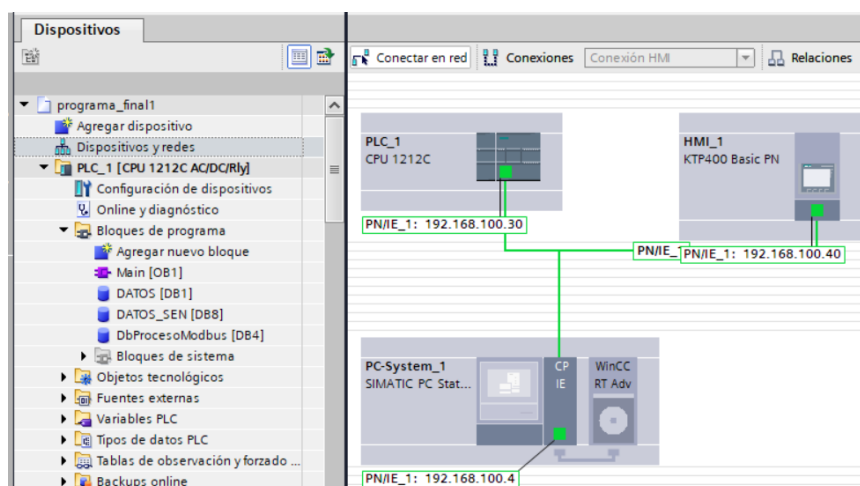 Dispositivos
Conectar en red
Conexiones
Conexión HMI
Relaciones
programa_final1
Agregar dispositivo
Dispositivos y redes
PLC_1 [CPU 1212C AC/DC/Rly]
Configuración de dispositivos
Online y diagnóstico
Bloques de programa
Agregar nuevo bloque
Main [OB1]
DATOS [DB1]
DATOS_SEN [DB8]
DbProcesoModbus [DB4]
Bloques de sistema
Objetos tecnológicos
Fuentes externas
Variables PLC
Tipos de datos PLC
Tablas de observación y forzado ...
Backups online
PLC_1
CPU 1212C
HMI_1
KTP400 Basic PN
PN/IE_1: 192.168.100.30
PN/IE_1
PN/IE_1: 192.168.100.40
PC-System_1
SIMATIC PC Stat...
CP
IE
WinCC
RT Adv
PN/IE_1: 192.168.100.4